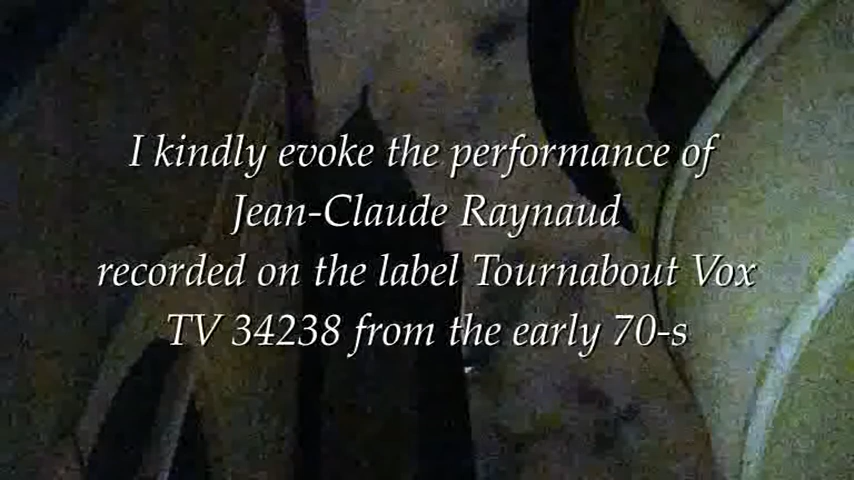 I kindly evoke the performance of
Jean-Claude Raynaud
recorded on the label Tournabout Vox
TV 34238 from the early 70-s